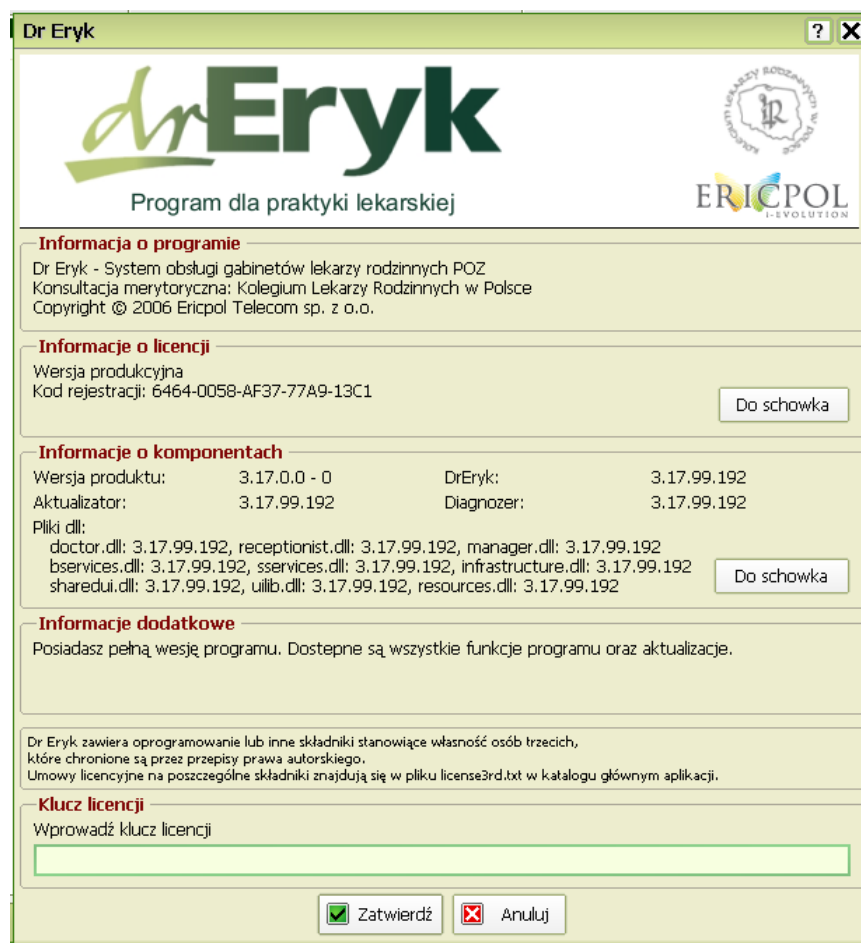 Dr Eryk
?
drEryk
Program dla praktyki lekarskiej
KOLEGIUM LEKARZY RODZINNYCH W POLSCE
ERICPOL
I-EVOLUTION
Informacja o programie
Dr Eryk - System obsługi gabinetów lekarzy rodzinnych POZ
Konsultacja merytoryczna: Kolegium Lekarzy Rodzinnych w Polsce
Copyright © 2006 Ericpol Telecom sp. z o.o.
Informacje o licencji
Wersja produkcyjna
Kod rejestracji: 6464-0058-AF37-77A9-13C1
Do schowka
Informacje o komponentach
Wersja produktu: 3.17.0.0 - 0 DrEryk: 3.17.99.192
Aktualizator: 3.17.99.192 Diagnozer: 3.17.99.192
Pliki dll:
doctor.dll: 3.17.99.192, receptionist.dll: 3.17.99.192, manager.dll: 3.17.99.192
bservices.dll: 3.17.99.192, sservices.dll: 3.17.99.192, infrastructure.dll: 3.17.99.192
sharedui.dll: 3.17.99.192, uilib.dll: 3.17.99.192, resources.dll: 3.17.99.192
Do schowka
Informacje dodatkowe
Posiadasz pełną wesję programu. Dostepne są wszystkie funkcje programu oraz aktualizacje.
Dr Eryk zawiera oprogramowanie lub inne składniki stanowiące własność osób trzecich,
które chronione są przez przepisy prawa autorskiego.
Umowy licencyjne na poszczególne składniki znajdują się w pliku license3rd.txt w katalogu głównym aplikacji.
Klucz licencji
Wprowadź klucz licencji
Zatwierdź Anuluj